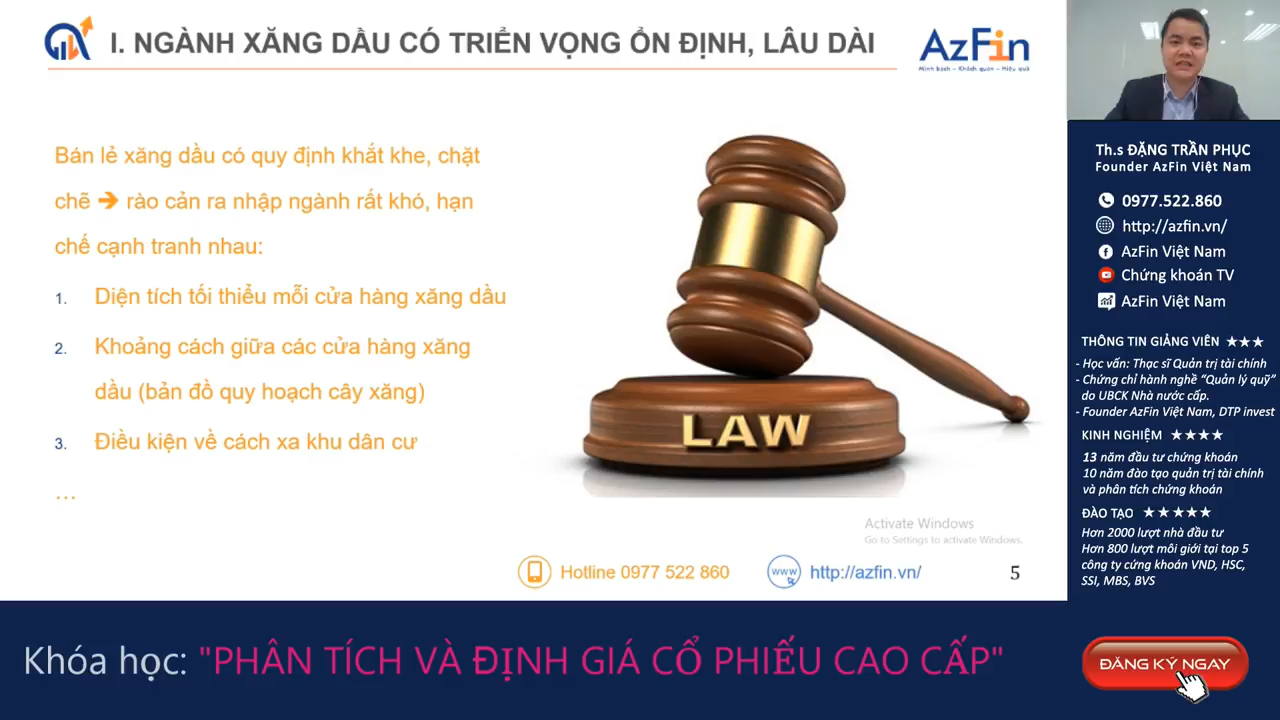 I. NGÀNH XĂNG DẦU CÓ TRIỂN VỌNG ỔN ĐỊNH, LÂU DÀI
AzFin
Minh bạch – Khách quan – Hiệu quả
Bán lẻ xăng dầu có quy định khắt khe, chặt
chẽ ➔ rào cản ra nhập ngành rất khó, hạn
chế cạnh tranh nhau:
1. Diện tích tối thiểu mỗi cửa hàng xăng dầu
2. Khoảng cách giữa các cửa hàng xăng
dầu (bản đồ quy hoạch cây xăng)
3. Điều kiện về cách xa khu dân cư
…
LAW
Activate Windows
Go to Settings to activate Windows.
Hotline 0977 522 860
www
http://azfin.vn/
5
Th.s ĐẶNG TRẦN PHỤC
Founder AzFin Việt Nam
0977.522.860
http://azfin.vn/
AzFin Việt Nam
Chứng khoán TV
AzFin Việt Nam
THÔNG TIN GIẢNG VIÊN ★★★
- Học vấn: Thạc sĩ Quản trị tài chính
- Chứng chỉ hành nghề “Quản lý quỹ”
do UBCK Nhà nước cấp.
- Founder AzFin Việt Nam, DTP invest
KINH NGHIỆM ★★★★
13 năm đầu tư chứng khoán
10 năm đào tạo quản trị tài chính
và phân tích chứng khoán
ĐÀO TẠO ★★★★★
Hơn 2000 lượt nhà đầu tư
Hơn 800 lượt môi giới tại top 5
công ty cứng khoán VND, HSC,
SSI, MBS, BVS
Khóa học: "PHÂN TÍCH VÀ ĐỊNH GIÁ CỔ PHIẾU CAO CẤP"
ĐĂNG KÝ NGAY